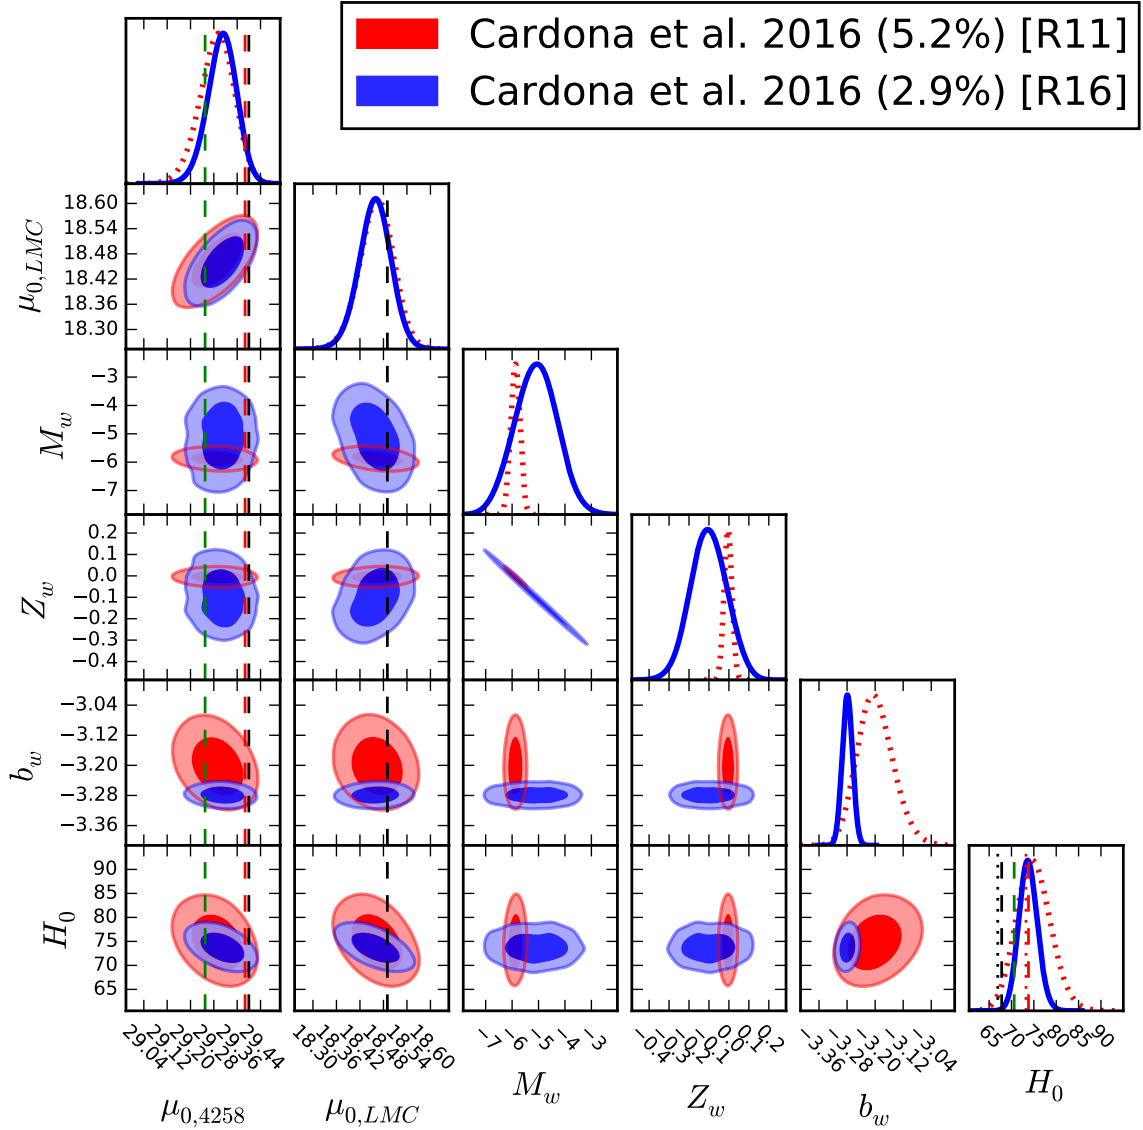 Cardona et al. 2016 (5.2%) [R11]
Cardona et al. 2016 (2.9%) [R16]
μ0,LMC
18.60
18.54
18.48
18.42
18.36
18.30
Mw
−3
−4
−5
−6
−7
Zw
0.2
0.1
0.0
−0.1
−0.2
−0.3
−0.4
bw
−3.04
−3.12
−3.20
−3.28
−3.36
H0
90
85
80
75
70
65
29.04 29.12 29.20 29.28 29.36 29.44
18.30 18.36 18.42 18.48 18.54 18.60
−7 −6 −5 −4 −3
−0.4 −0.3 −0.2 −0.1 0.0 0.1 0.2
−3.36 −3.28 −3.20 −3.12 −3.04
65 70 75 80 85 90
μ0,4258
μ0,LMC
Mw
Zw
bw
H0